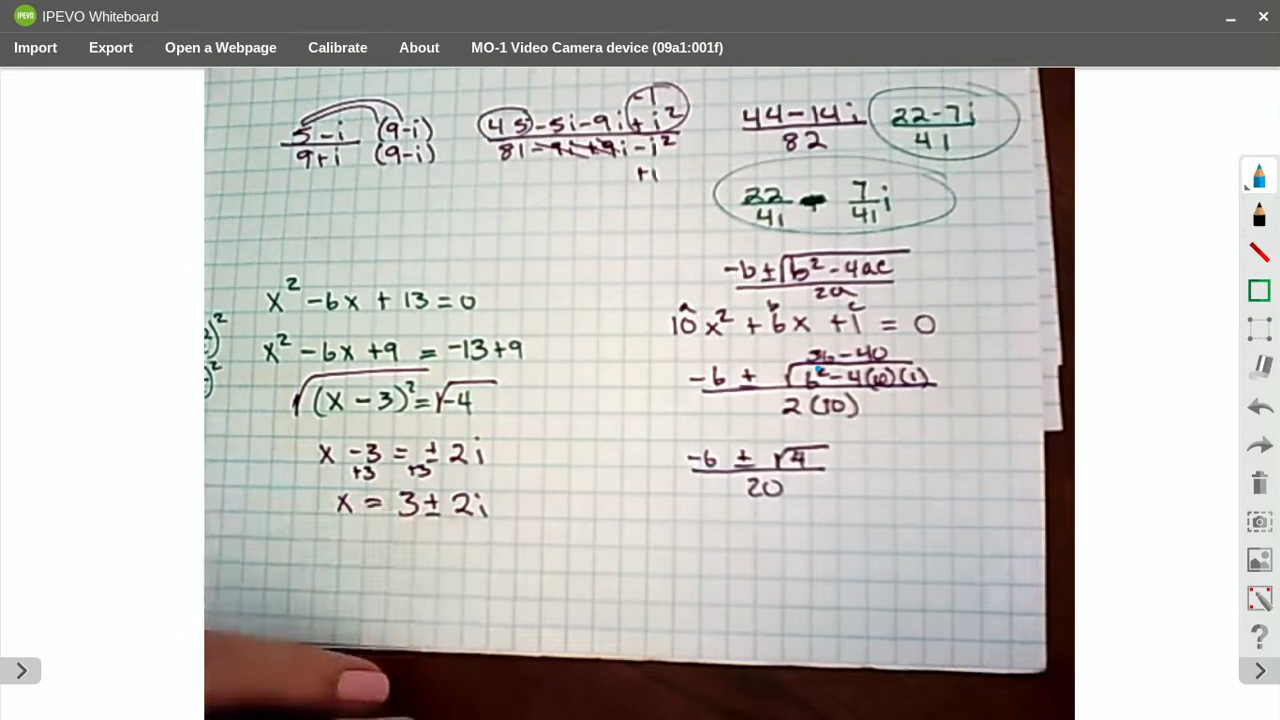 IPEVO
IPEVO Whiteboard
Import Export Open a Webpage Calibrate About MO-1 Video Camera device (09a1:001f)
5-i (9-i)
9+i (9-i)
-1
45-5i-9i+i²
81-9i+9i-i²
+1
44-14i
82
22-7i
41
22/41 - 7/41 i
x² -6x + 13 = 0
x² -6x +9 = -13+9
√(x-3)² = √-4
x -3 = ± 2i
+3 +3
x = 3 ± 2i
-b±√b²-4ac
2a
a b c
10x² + 6x +1 = 0
36-40
-6 ± √6²-4(10)(1)
2(10)
-6 ± √4
20
?